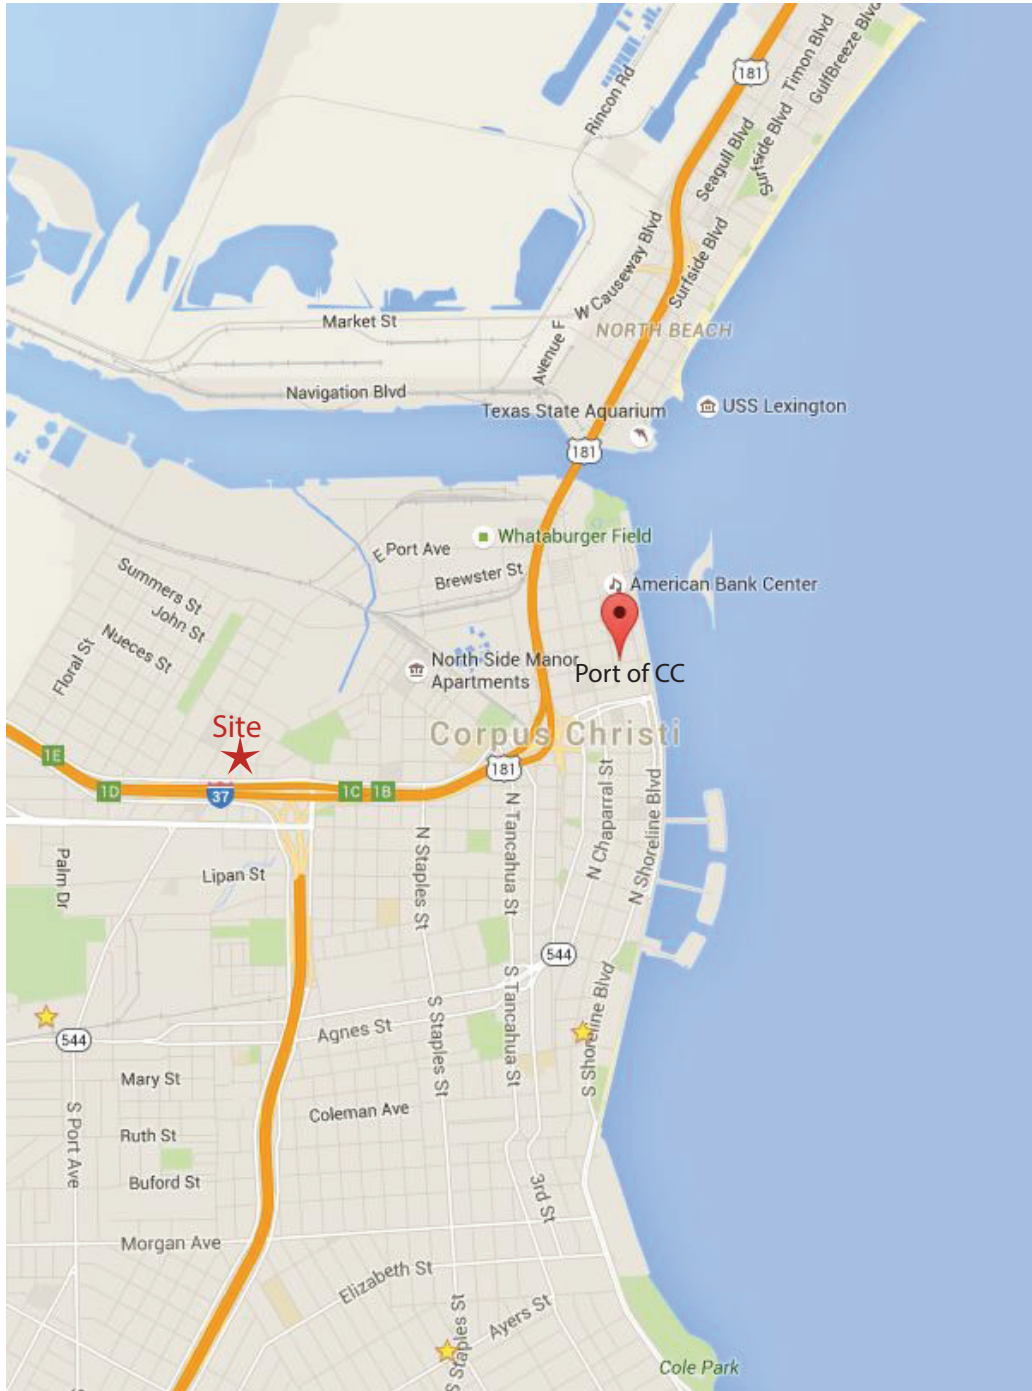 181
Timon Blvd
GulfBreeze Blvd
Rincon Rd
Seagull Blvd
Surfside Blvd
W Causeway Blvd
Surfside Blvd
Market St
NORTH BEACH
Avenue F
Navigation Blvd
Texas State Aquarium
USS Lexington
181
Whataburger Field
E Port Ave
Brewster St
American Bank Center
Summers St
John St
Nueces St
Floral St
North Side Manor
Apartments
Port of CC
Site
Corpus Christi
1E
1D
37
1C
1B
181
N Staples St
N Tancahua St
N Chaparral St
N Shoreline Blvd
Palm Dr
Lipan St
544
S Shoreline Blvd
S Staples St
S Tancahua St
544
Agnes St
Mary St
Coleman Ave
S Port Ave
Ruth St
Buford St
3rd St
Morgan Ave
Elizabeth St
S Staples St
Ayers St
Cole Park